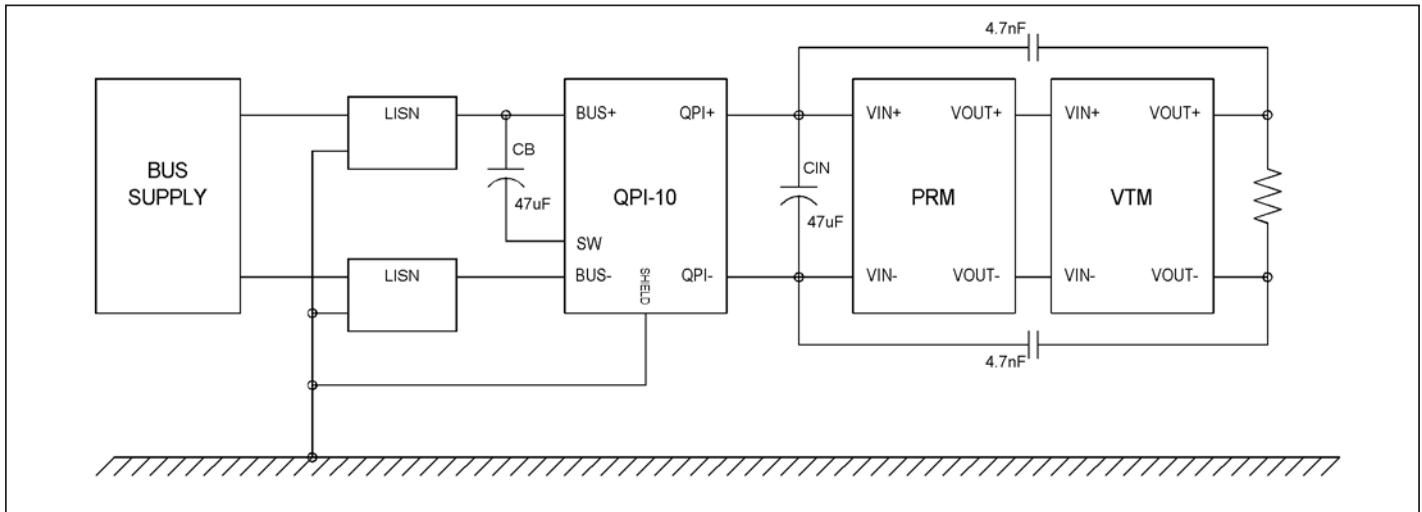 4.7nF
BUS
SUPPLY
LISN
LISN
CB
47uF
BUS+
QPI+
QPI-10
SW
BUS-
SHIELD
QPI-
CIN
47uF
VIN+
VOUT+
PRM
VIN-
VOUT-
VIN+
VOUT+
VTM
VIN-
VOUT-
4.7nF